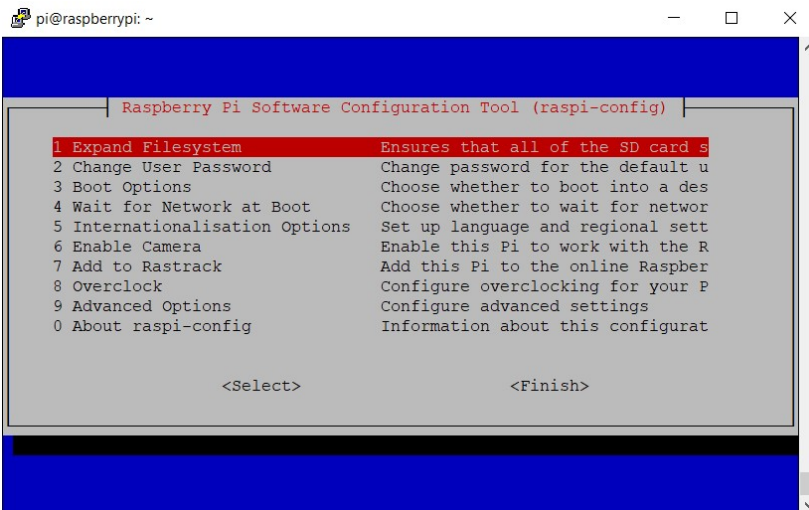 pi@raspberrypi: ~
Raspberry Pi Software Configuration Tool (raspi-config)
1 Expand Filesystem Ensures that all of the SD card s
2 Change User Password Change password for the default u
3 Boot Options Choose whether to boot into a des
4 Wait for Network at Boot Choose whether to wait for networ
5 Internationalisation Options Set up language and regional sett
6 Enable Camera Enable this Pi to work with the R
7 Add to Rastrack Add this Pi to the online Raspber
8 Overclock Configure overclocking for your P
9 Advanced Options Configure advanced settings
0 About raspi-config Information about this configurat
<Select> <Finish>